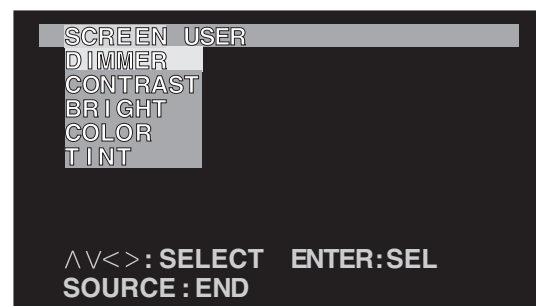 SCREEN USER
DIMMER
CONTRAST
BRIGHT
COLOR
TINT
∧∨<>:SELECT ENTER:SEL
SOURCE:END